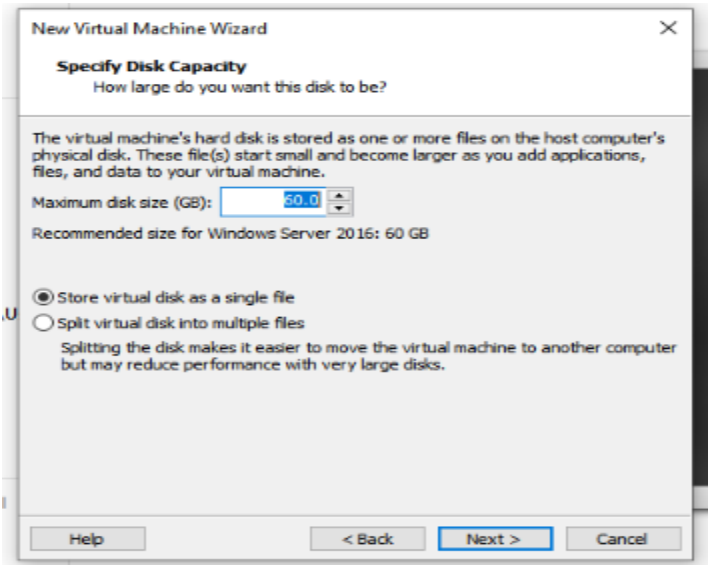 New Virtual Machine Wizard
Specify Disk Capacity
How large do you want this disk to be?
The virtual machine's hard disk is stored as one or more files on the host computer's
physical disk. These file(s) start small and become larger as you add applications,
files, and data to your virtual machine.
Maximum disk size (GB): 60.0
Recommended size for Windows Server 2016: 60 GB
Store virtual disk as a single file
Split virtual disk into multiple files
Splitting the disk makes it easier to move the virtual machine to another computer
but may reduce performance with very large disks.
Help < Back Next > Cancel